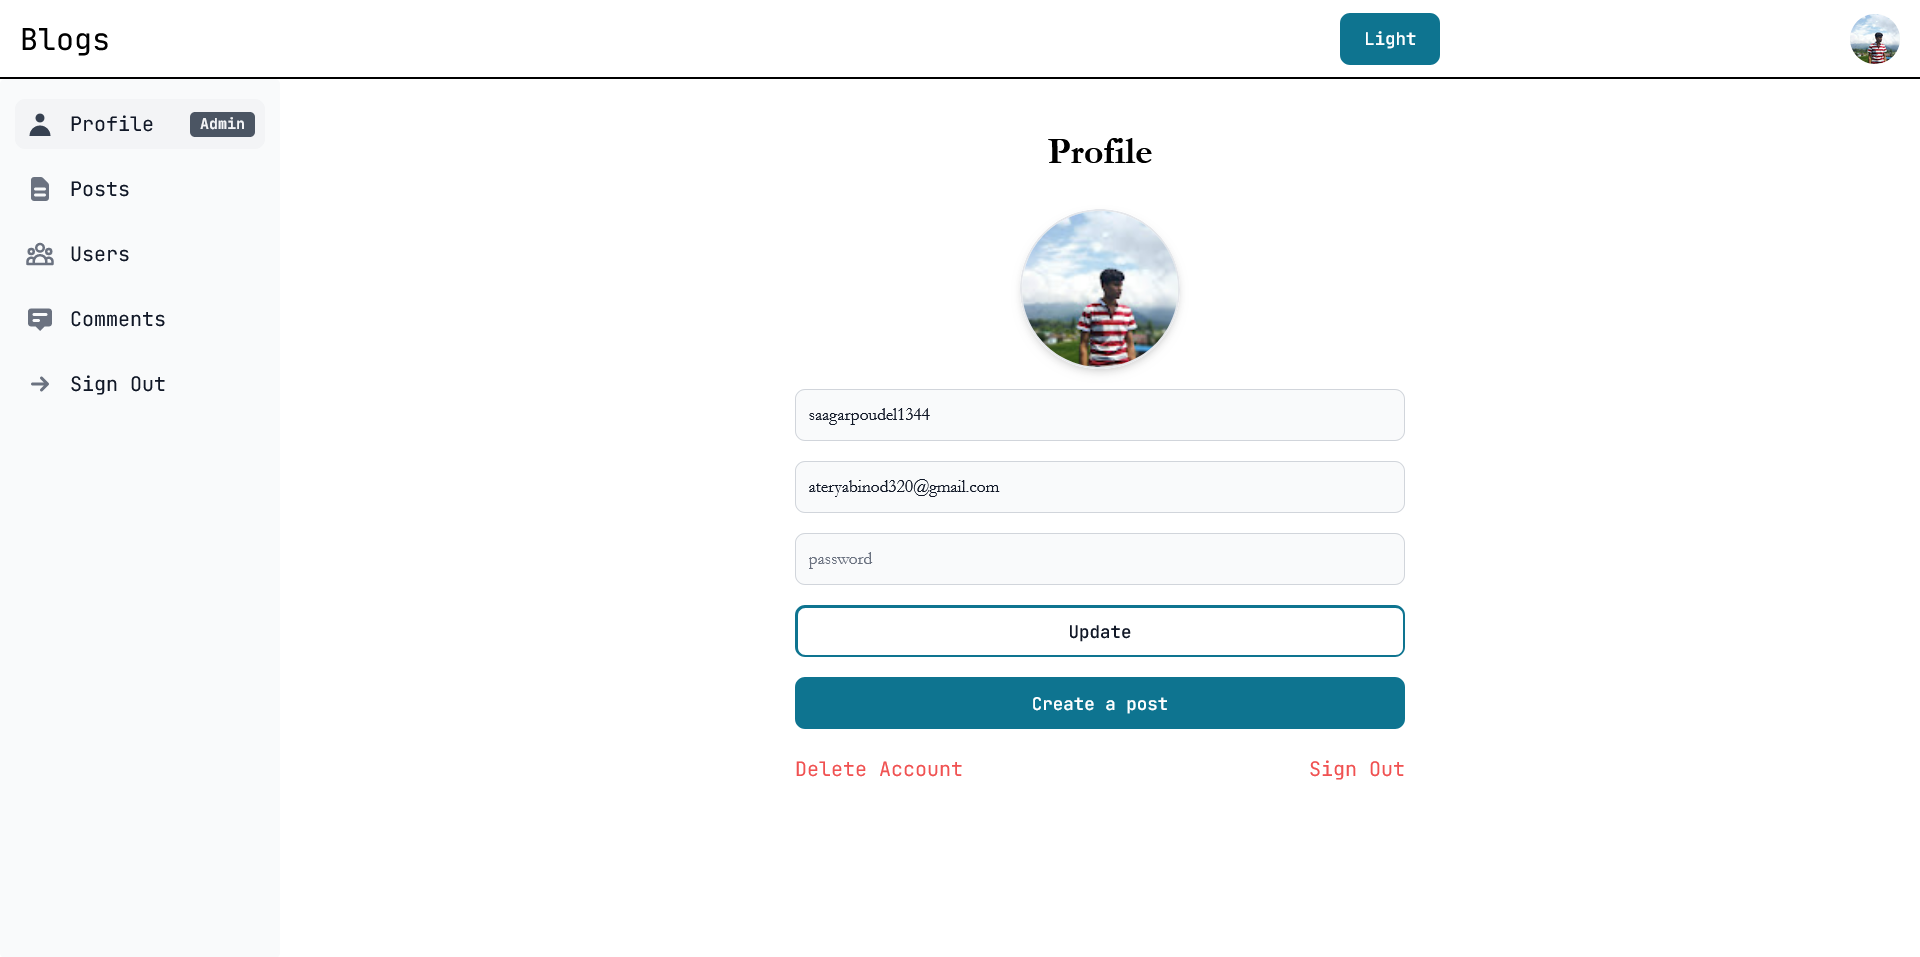 Blogs
Light
Profile Admin
Posts
Users
Comments
Sign Out
Profile
saagarpoudel1344
ateryabinod320@gmail.com
password
Update
Create a post
Delete Account Sign Out